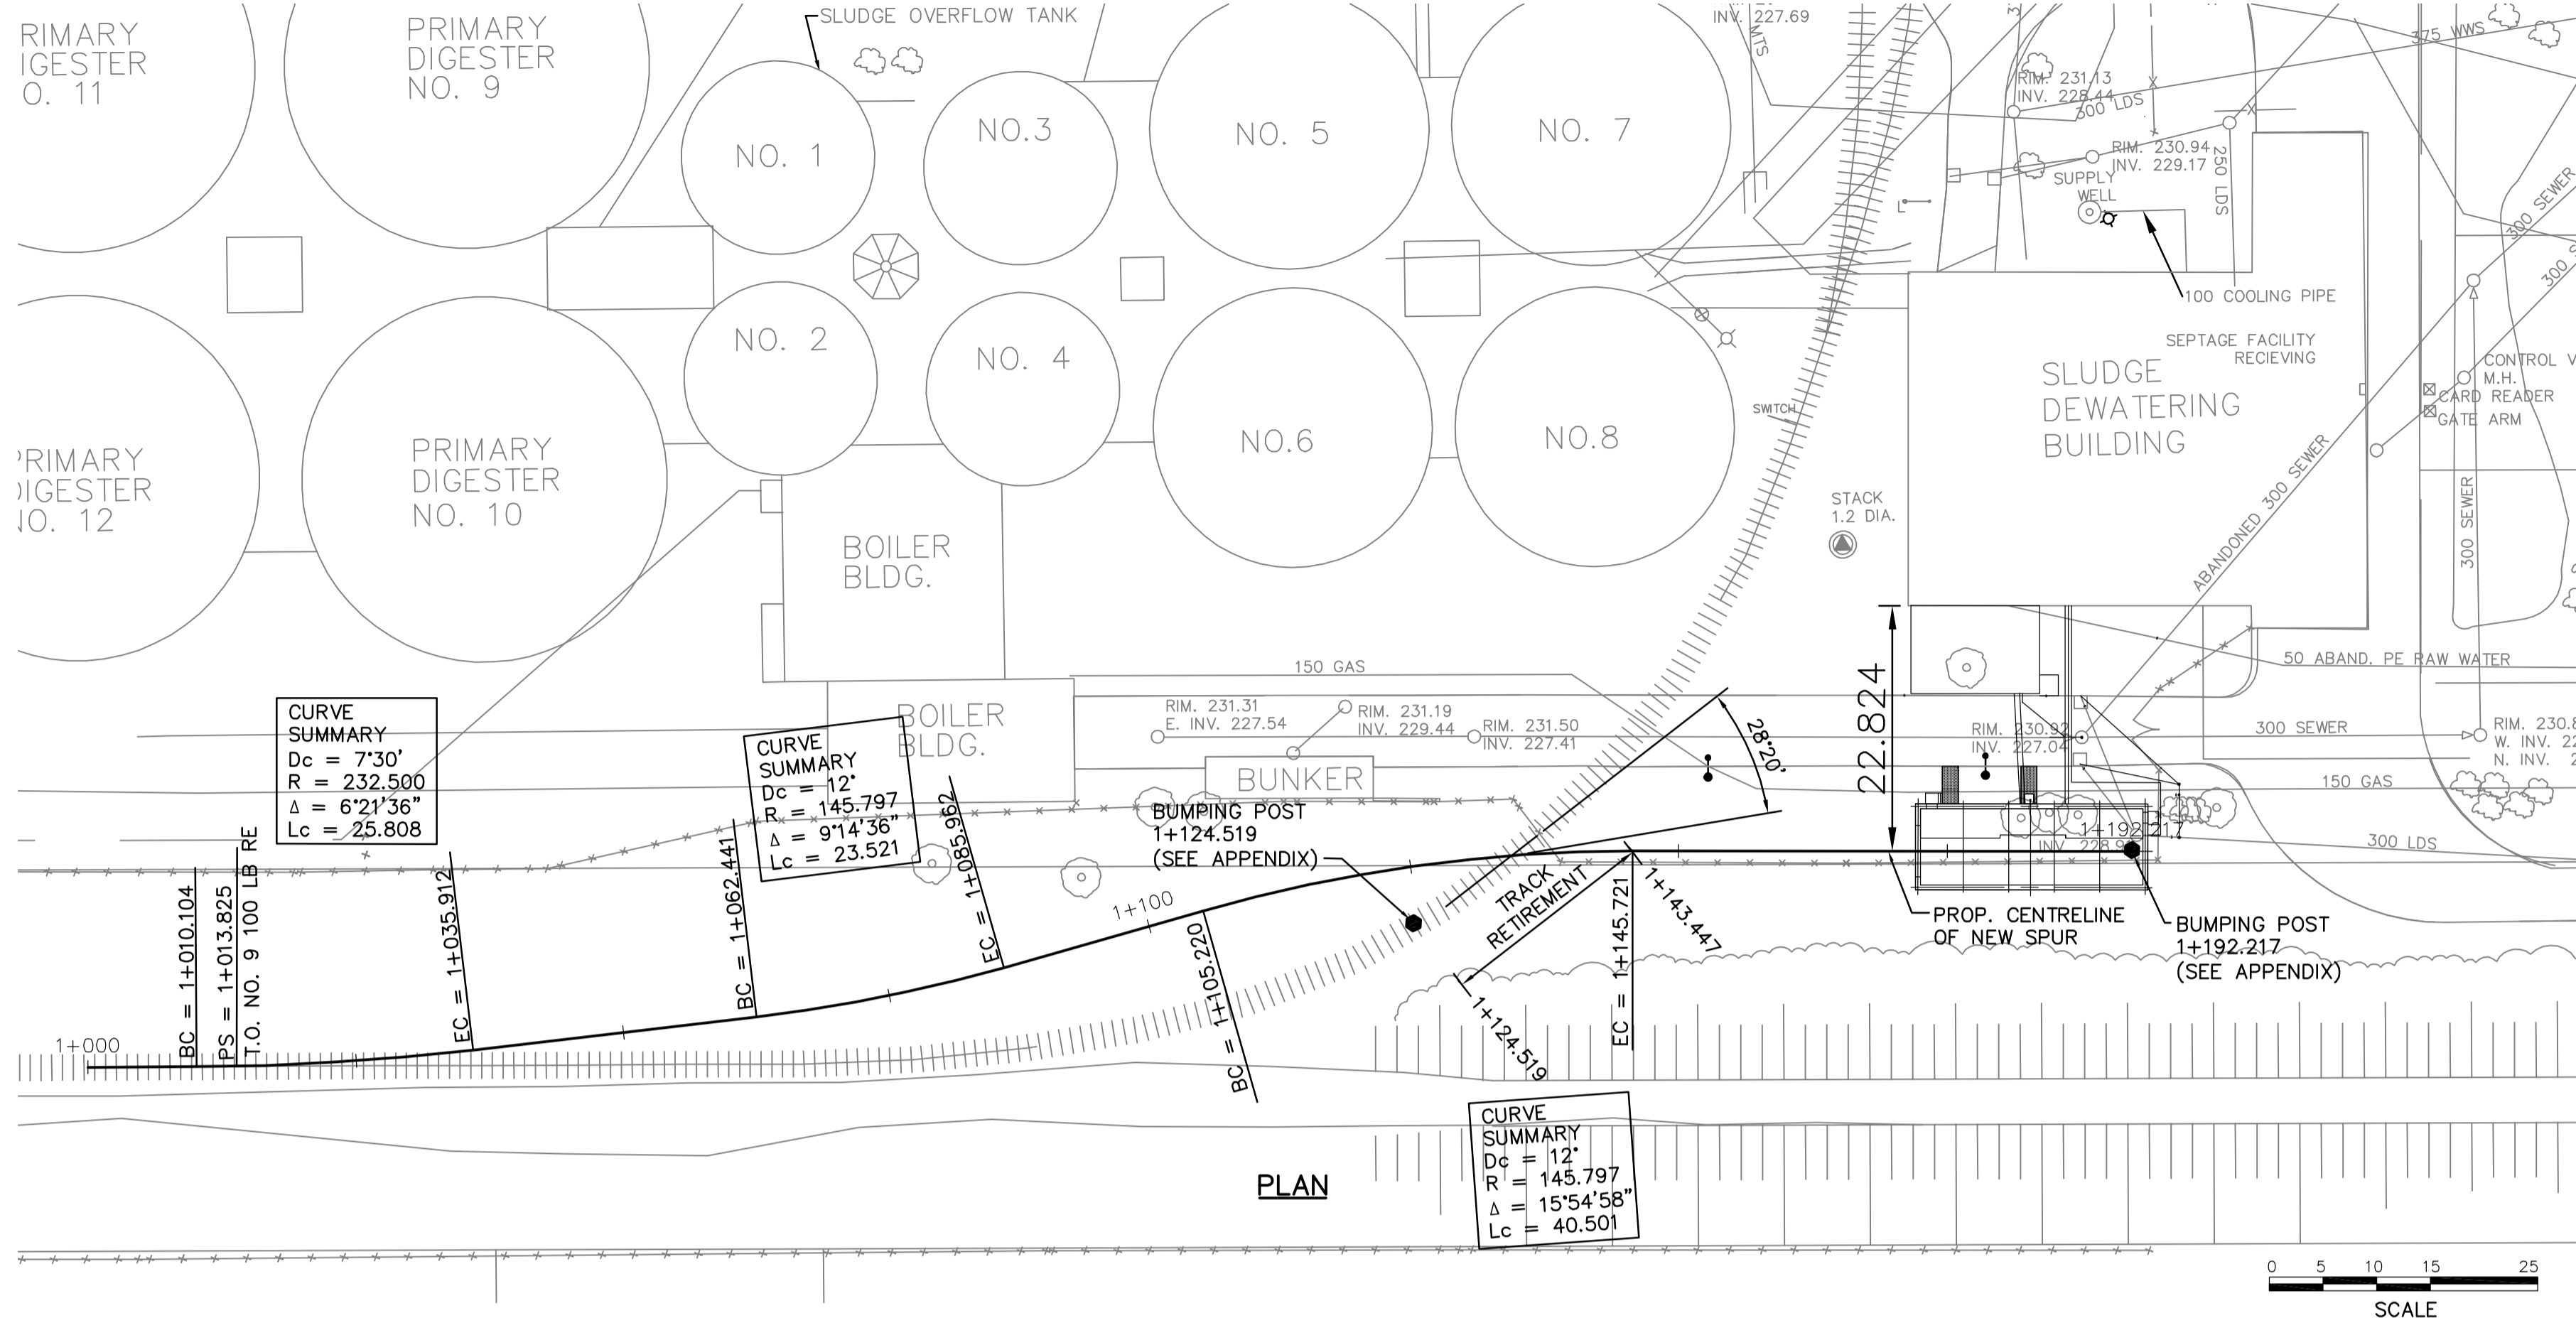 RIMARY
IGESTER
O. 11
PRIMARY
DIGESTER
NO. 9
SLUDGE OVERFLOW TANK
NO. 1
NO.3
NO. 5
NO. 7
INV. 227.69
MTS
375 WWS
RIM. 231.13
INV. 228.44
300 LDS
RIM. 230.94
INV. 229.17
250 LDS
SUPPLY
WELL
L
300 SEWER
100 COOLING PIPE
SEPTAGE FACILITY
RECIEVING
SLUDGE
DEWATERING
BUILDING
CONTROL V
M.H.
CARD READER
GATE ARM
NO. 2
NO. 4
NO.6
NO.8
SWITCH
STACK
1.2 DIA.
ABANDONED 300 SEWER
300 SEWER
PRIMARY
DIGESTER
NO. 10
RIMARY
IGESTER
O. 12
BOILER
BLDG.
BOILER
BLDG.
150 GAS
50 ABAND. PE RAW WATER
RIM. 231.31
E. INV. 227.54
RIM. 231.19
INV. 229.44
RIM. 231.50
INV. 227.41
BUNKER
28°20'
22.824
RIM. 230.92
INV. 227.04
300 SEWER
RIM. 230.8
W. INV. 22
N. INV. 2
150 GAS
300 LDS
1+192.217
INV. 228.9
CURVE
SUMMARY
Dc = 7°30'
R = 232.500
Δ = 6°21'36"
Lc = 25.808
CURVE
SUMMARY
Dc = 12°
R = 145.797
Δ = 9°14'36"
Lc = 23.521
BUMPING POST
1+124.519
(SEE APPENDIX)
1+000
BC = 1+010.104
PS = 1+013.825
T.O. NO. 9 100 LB RE
EC = 1+035.912
BC = 1+062.441
EC = 1+085.962
1+100
BC = 1+105.220
TRACK
RETIREMENT
1+124.519
1+143.447
EC = 1+145.721
PROP. CENTRELINE
OF NEW SPUR
BUMPING POST
1+192.217
(SEE APPENDIX)
CURVE
SUMMARY
Dc = 12°
R = 145.797
Δ = 15°54'58"
Lc = 40.501
PLAN
0 5 10 15 25
SCALE